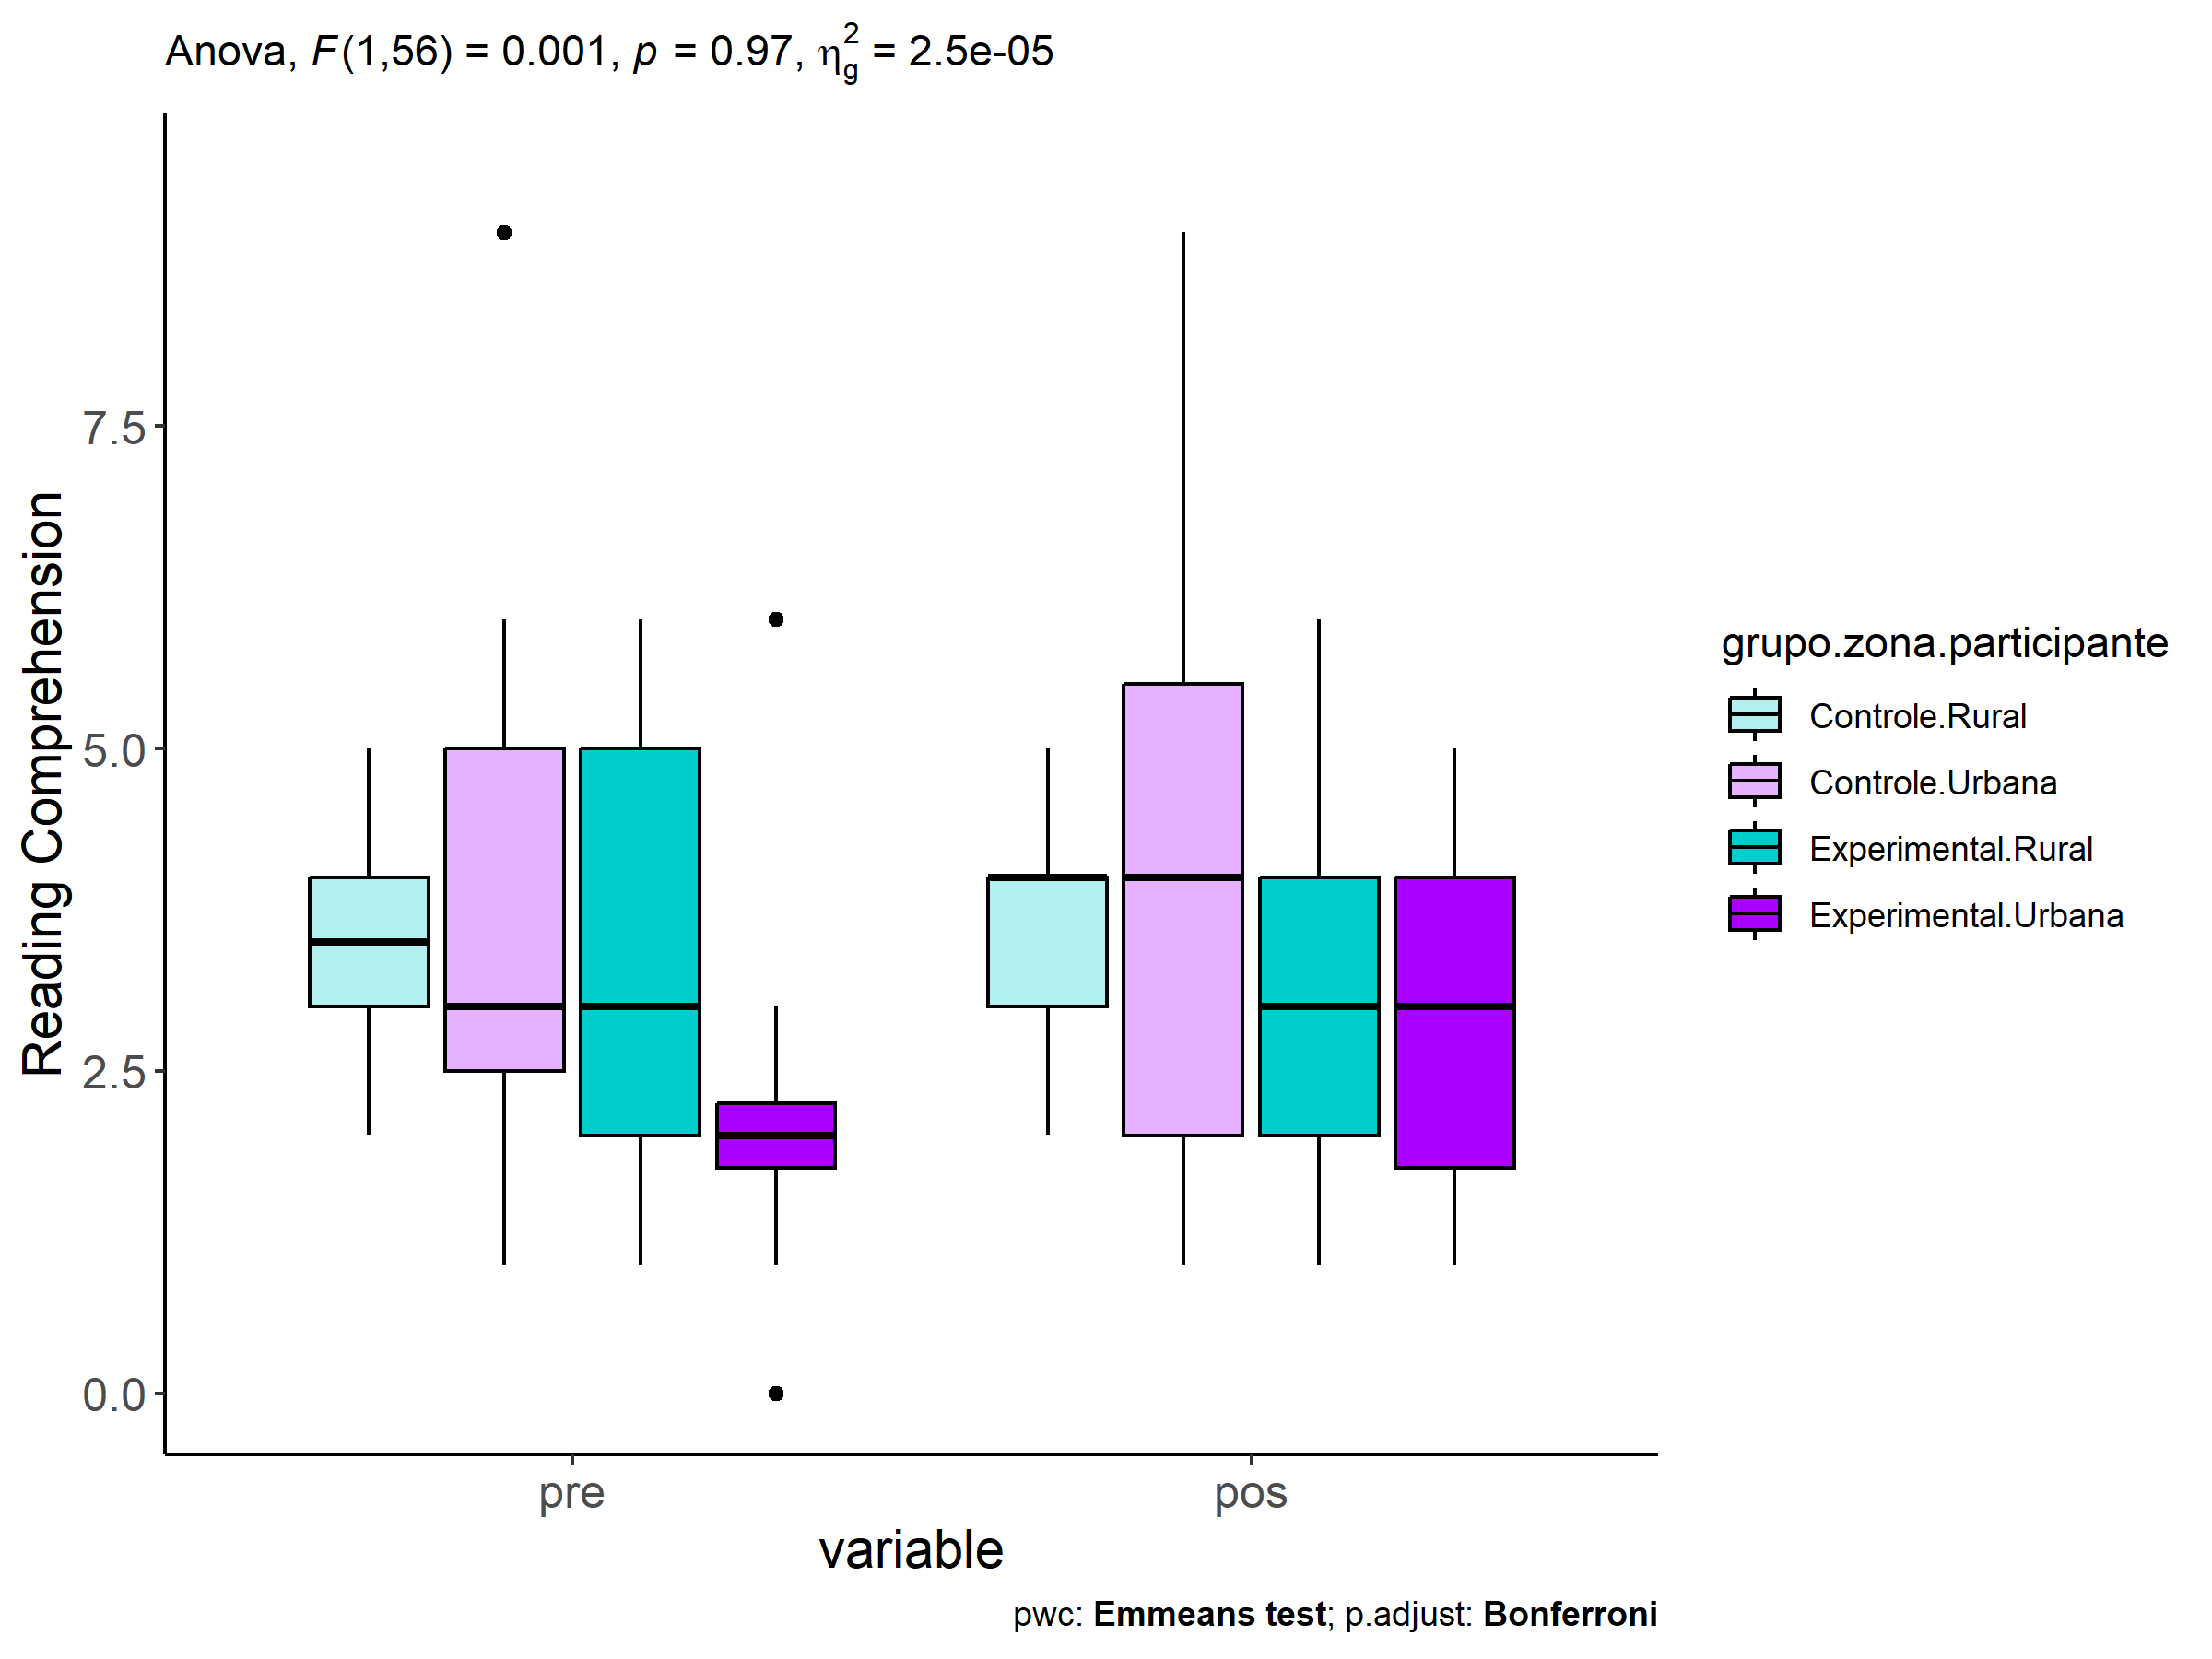 Anova, F(1,56) = 0.001, p = 0.97, η²g = 2.5e-05
Reading Comprehension
7.5
5.0
2.5
0.0
pre pos
variable
grupo.zona.participante
Controle.Rural
Controle.Urbana
Experimental.Rural
Experimental.Urbana
pwc: Emmeans test; p.adjust: Bonferroni